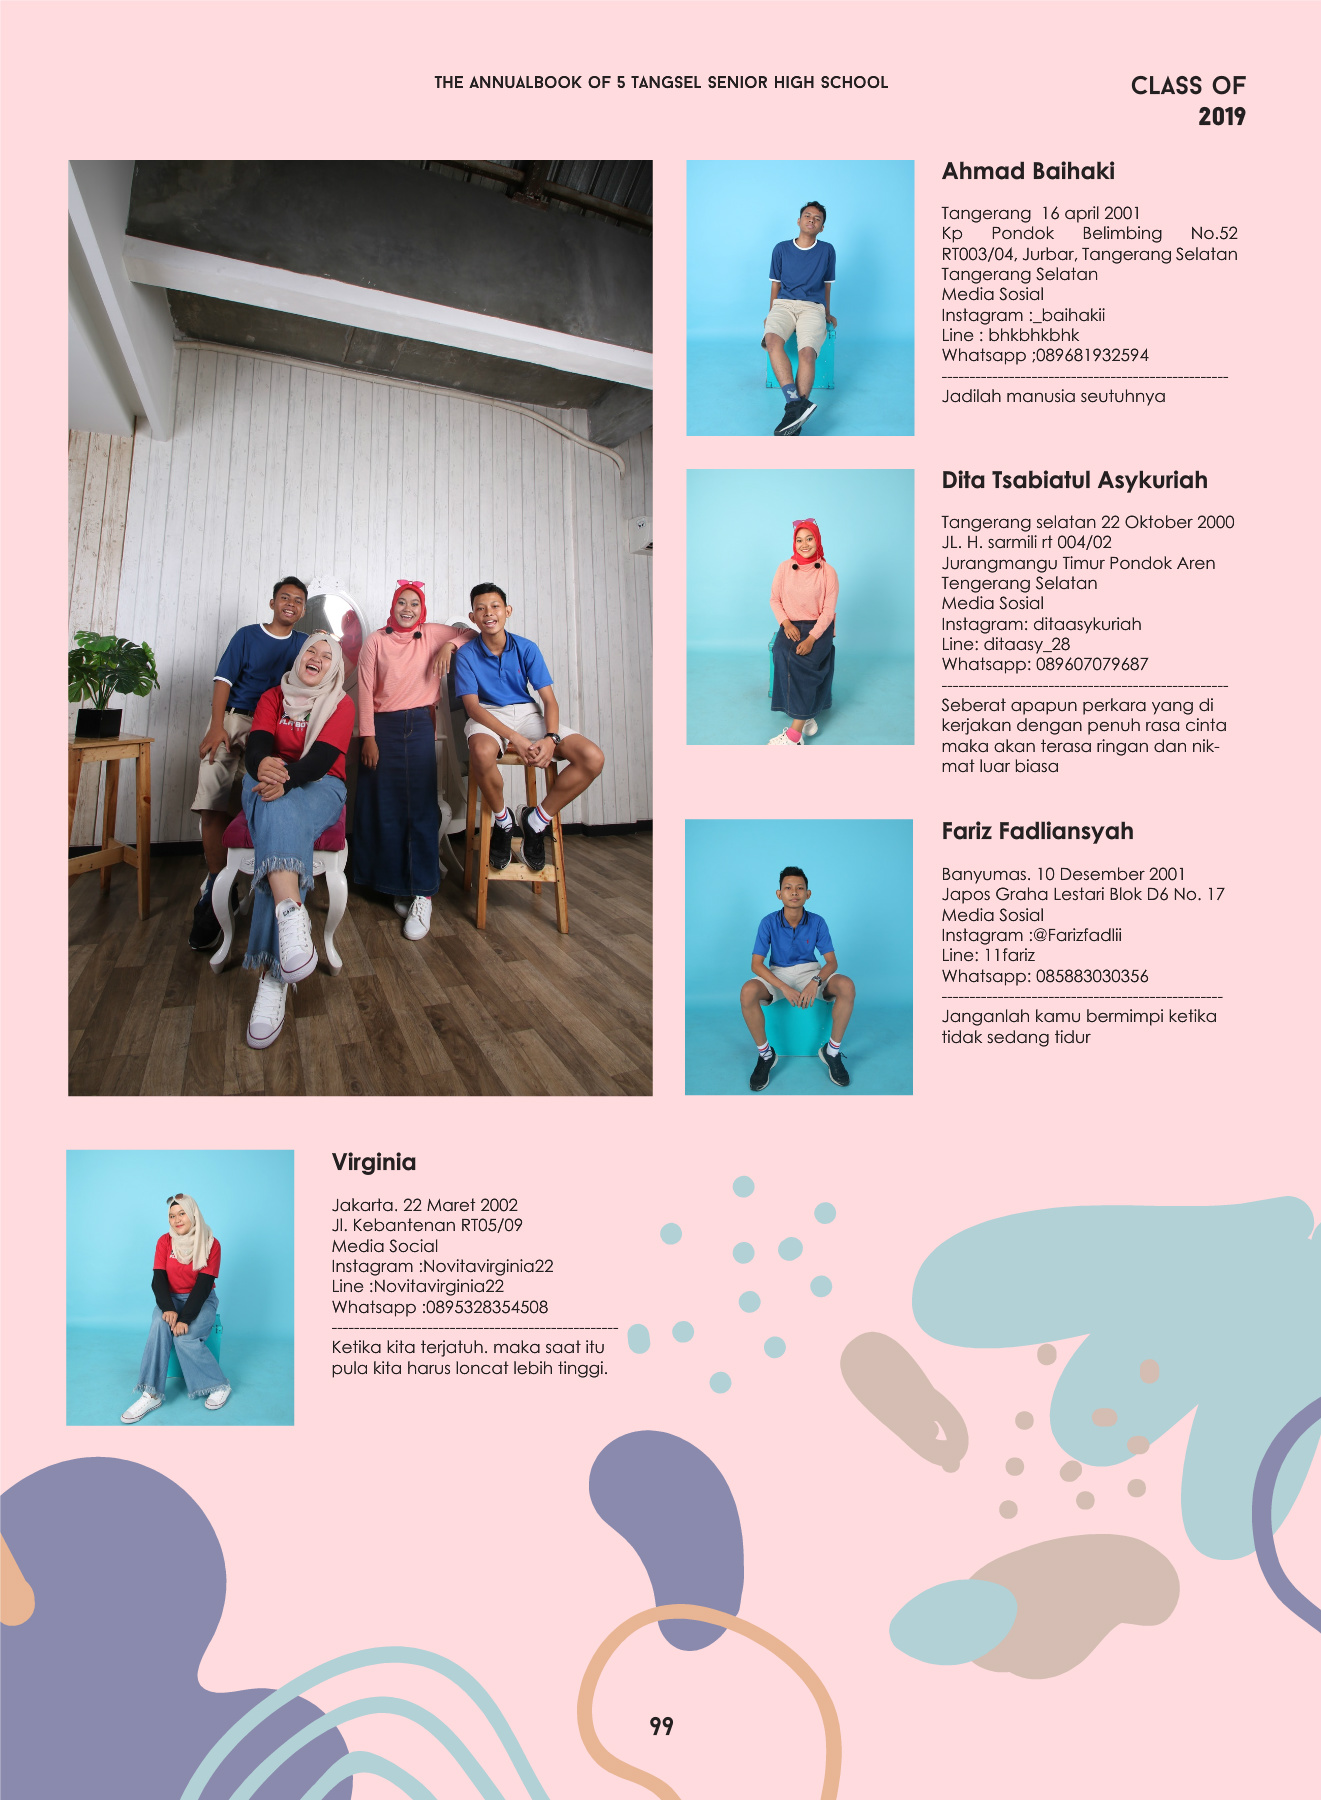 THE ANNUALBOOK OF 5 TANGSEL SENIOR HIGH SCHOOL
CLASS OF
2019
Ahmad Baihaki
Tangerang  16 april 2001
Kp Pondok Belimbing No.52
RT003/04, Jurbar, Tangerang Selatan
Tangerang Selatan
Media Sosial
Instagram :_baihakii
Line : bhkbhkbhk
Whatsapp ;089681932594
---------------------------------------------------
Jadilah manusia seutuhnya
Dita Tsabiatul Asykuriah
Tangerang selatan 22 Oktober 2000
JL. H. sarmili rt 004/02
Jurangmangu Timur Pondok Aren
Tengerang Selatan
Media Sosial
Instagram: ditaasykuriah
Line: ditaasy_28
Whatsapp: 089607079687
---------------------------------------------------
Seberat apapun perkara yang di
kerjakan dengan penuh rasa cinta
maka akan terasa ringan dan nik-
mat luar biasa
Fariz Fadliansyah
Banyumas. 10 Desember 2001
Japos Graha Lestari Blok D6 No. 17
Media Sosial
Instagram :@Farizfadlii
Line: 11fariz
Whatsapp: 085883030356
--------------------------------------------------
Janganlah kamu bermimpi ketika
tidak sedang tidur
Virginia
Jakarta. 22 Maret 2002
Jl. Kebantenan RT05/09
Media Social
Instagram :Novitavirginia22
Line :Novitavirginia22
Whatsapp :0895328354508
---------------------------------------------------
Ketika kita terjatuh. maka saat itu
pula kita harus loncat lebih tinggi.
99